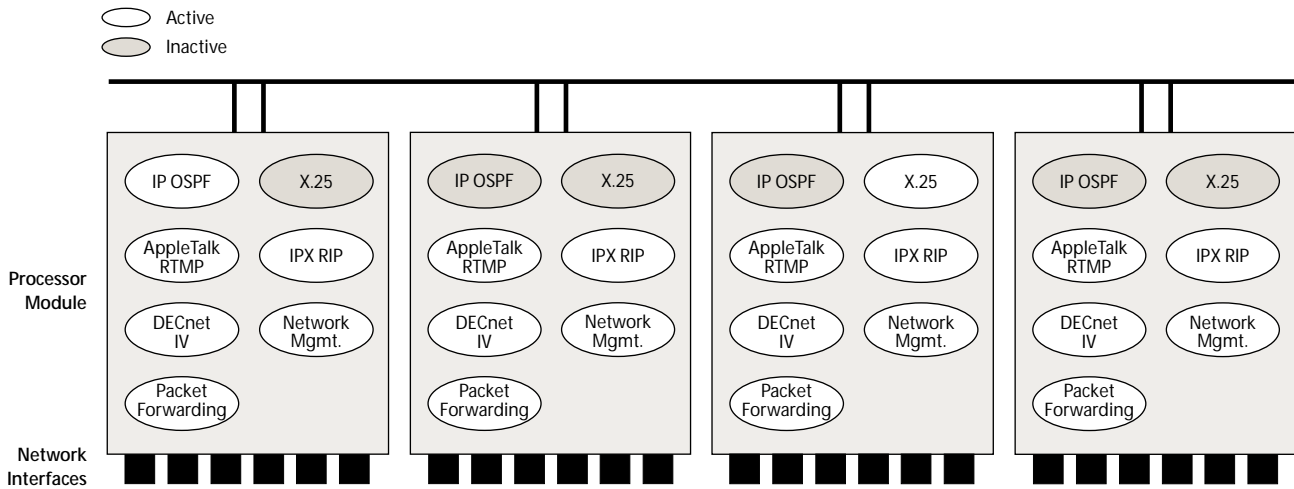 Active
Inactive
IP OSPF
X.25
IP OSPF
X.25
IP OSPF
X.25
IP OSPF
X.25
AppleTalk
RTMP
IPX RIP
AppleTalk
RTMP
IPX RIP
AppleTalk
RTMP
IPX RIP
AppleTalk
RTMP
IPX RIP
Processor
Module
DECnet
IV
Network
Mgmt.
DECnet
IV
Network
Mgmt.
DECnet
IV
Network
Mgmt.
DECnet
IV
Network
Mgmt.
Packet
Forwarding
Packet
Forwarding
Packet
Forwarding
Packet
Forwarding
Network
Interfaces